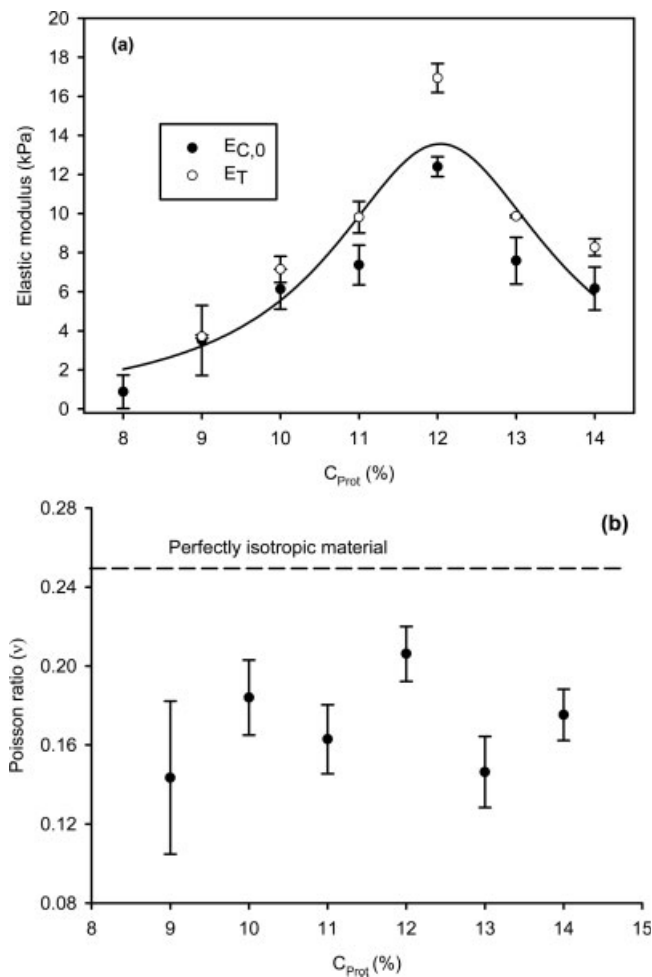 (a)
20
18
16
14
12
10
8
6
4
2
0
Elastic modulus (kPa)
E_C,0
E_T
8 9 10 11 12 13 14
C_Prot (%)
(b)
0.28
0.24
0.20
0.16
0.12
0.08
Poisson ratio (ν)
Perfectly isotropic material
8 9 10 11 12 13 14 15
C_Prot (%)